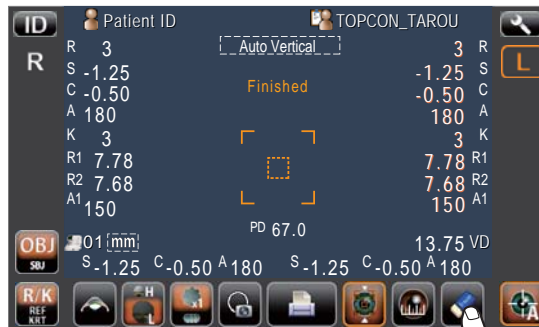 ID Patient ID TOPCON_TAROU
R L
R 3 Auto Vertical 3 R
S -1.25 -1.25 S
C -0.50 Finished -0.50 C
A 180 180 A
K 3 3 K
R1 7.78 7.78 R1
R2 7.68 7.68 R2
A1 150 150 A1
PD 67.0
OBJ 01 mm 13.75 VD
SBJ
S -1.25 C -0.50 A 180 S -1.25 C -0.50 A 180
R/K H
REF L
KRT A